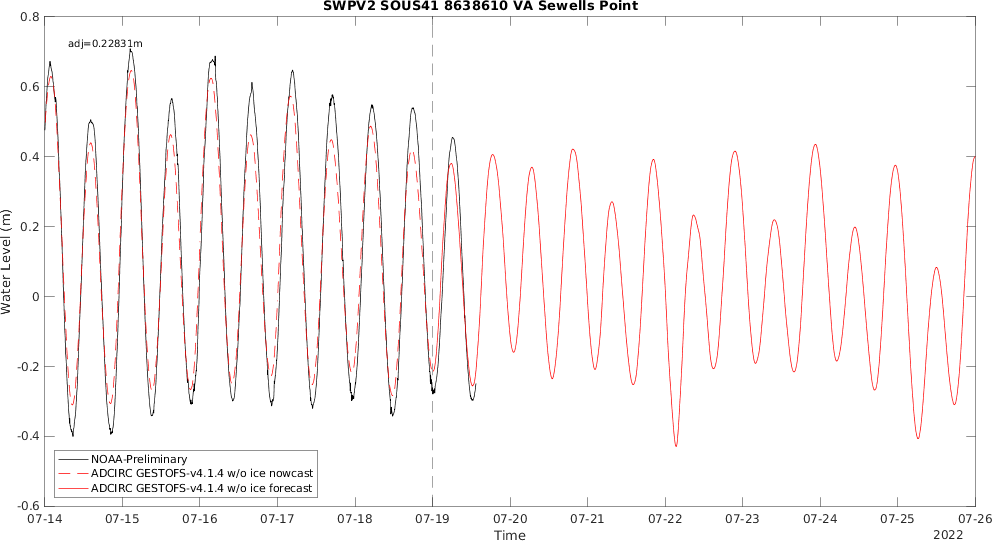 SWPV2 SOUS41 8638610 VA Sewells Point
adj=0.22831m
0.8
0.6
0.4
0.2
0
-0.2
-0.4
-0.6
Water Level (m)
NOAA-Preliminary
ADCIRC GESTOFS-v4.1.4 w/o ice nowcast
ADCIRC GESTOFS-v4.1.4 w/o ice forecast
07-14 07-15 07-16 07-17 07-18 07-19 07-20 07-21 07-22 07-23 07-24 07-25 07-26
Time
2022